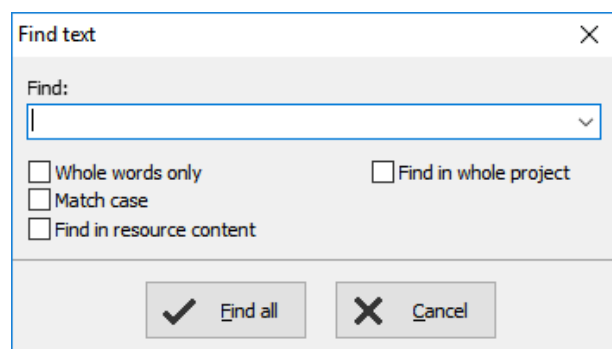 Find text
Find:
Whole words only
Find in whole project
Match case
Find in resource content
Find all
Cancel